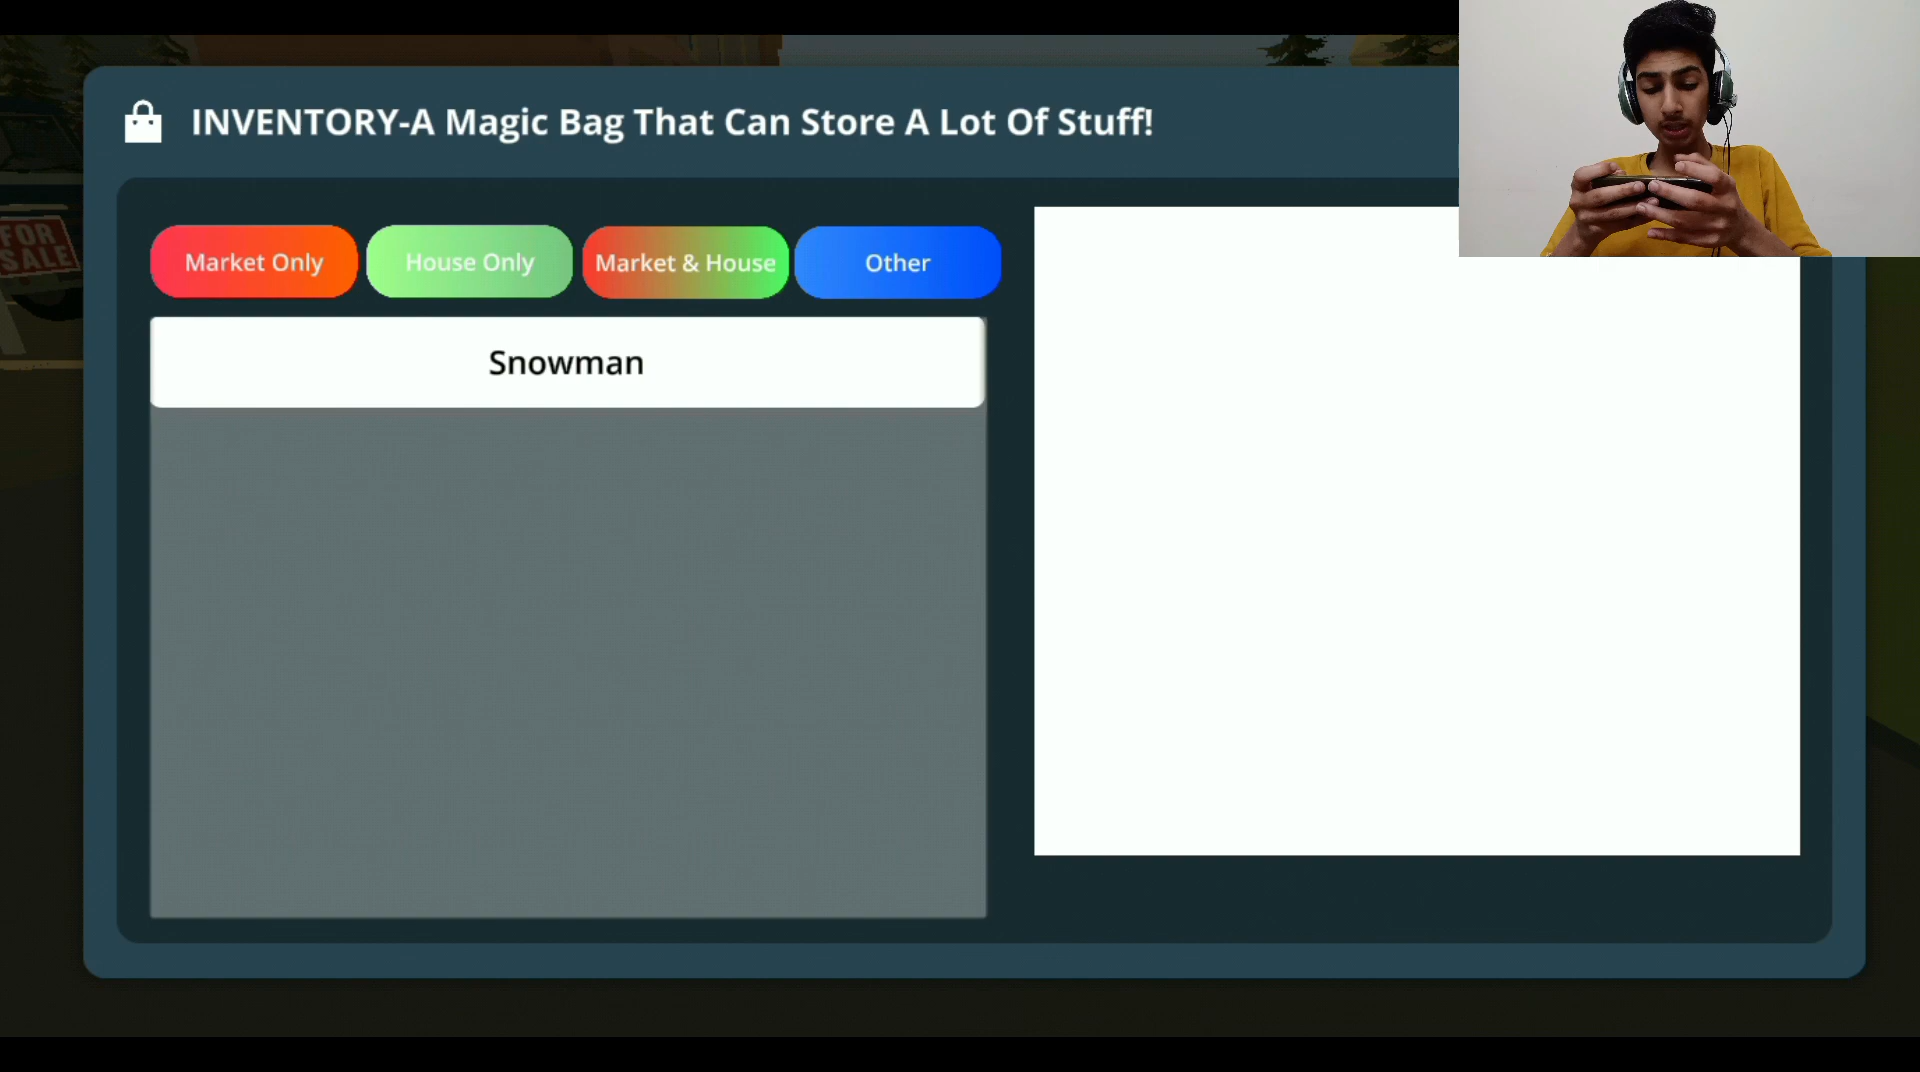 INVENTORY-A Magic Bag That Can Store A Lot Of Stuff!
Market Only
House Only
Market & House
Other
FOR
SALE
Snowman